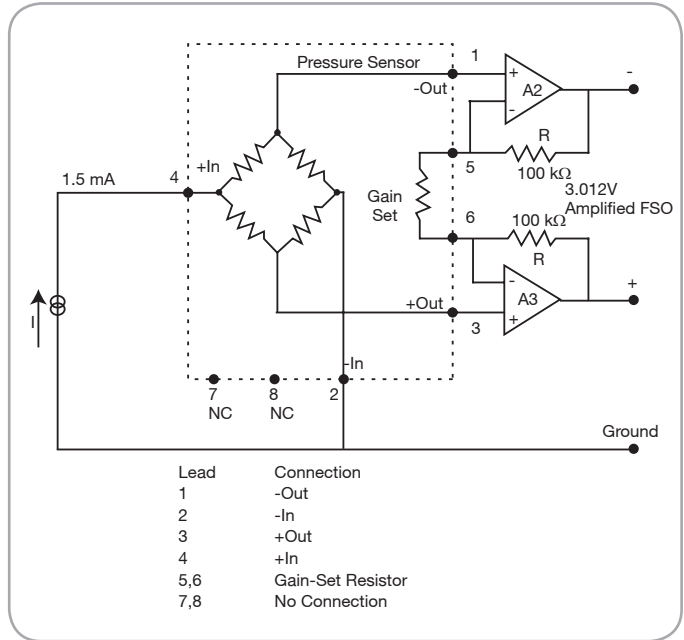 1
Pressure Sensor
-Out
+
A2
-
-
R
100 kΩ
5
+In
4
1.5 mA
Gain
Set
3.012V
Amplified FSO
6
100 kΩ
R
-
A3
+
+
+Out
3
I
-In
7
NC
8
NC
2
Ground
Lead Connection
1 -Out
2 -In
3 +Out
4 +In
5,6 Gain-Set Resistor
7,8 No Connection